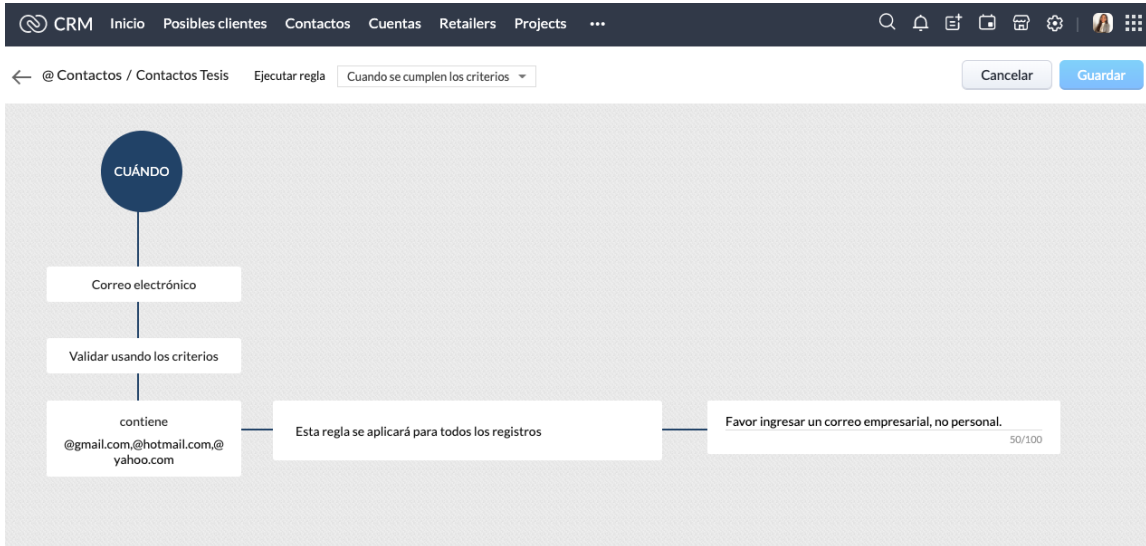 CRM Inicio Posibles clientes Contactos Cuentas Retailers Projects ...
@ Contactos / Contactos Tesis Ejecutar regla Cuando se cumplen los criterios Cancelar Guardar
CUÁNDO
Correo electrónico
Validar usando los criterios
contiene
@gmail.com,@hotmail.com,@
yahoo.com
Esta regla se aplicará para todos los registros
Favor ingresar un correo empresarial, no personal.
50/100